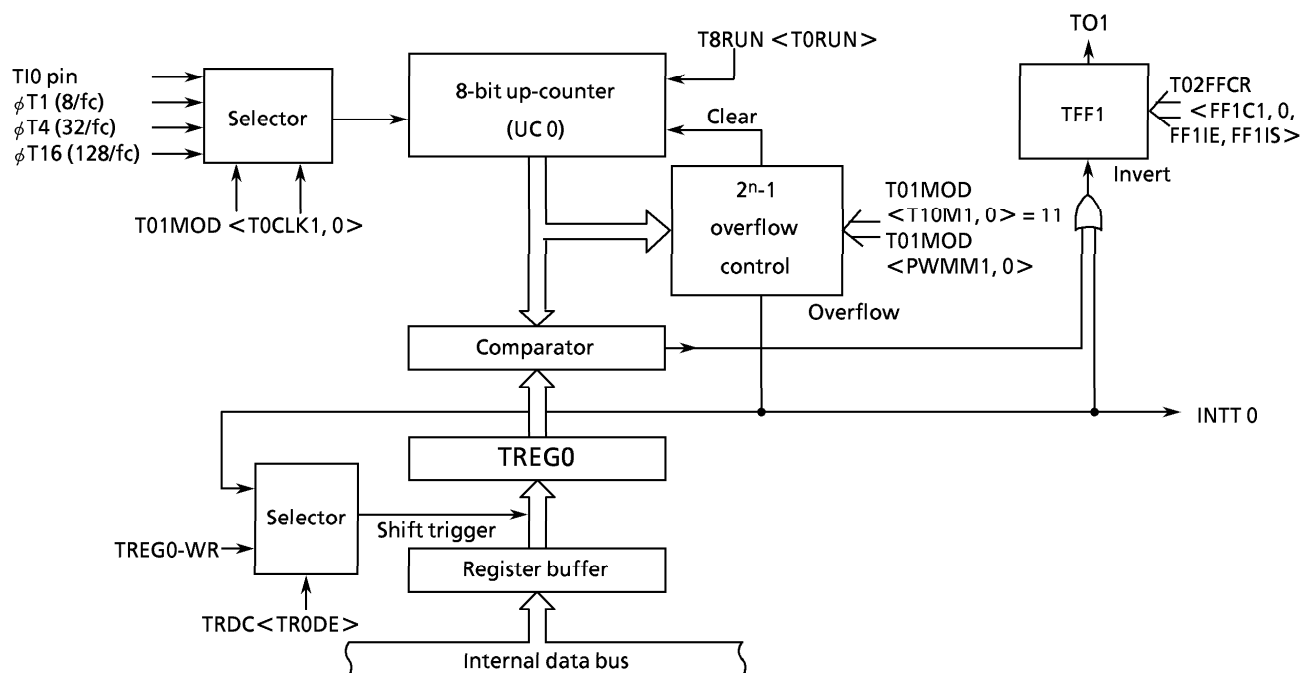 TO1
T8RUN <T0RUN>
TI0 pin
φT1 (8/fc)
φT4 (32/fc)
φT16 (128/fc)
Selector
8-bit up-counter
(UC 0)
Clear
TFF1
T02FFCR
<FF1C1, 0,
FF1IE, FF1IS>
Invert
T01MOD <T0CLK1, 0>
2ⁿ-1
overflow
control
T01MOD
<T10M1, 0> = 11
T01MOD
<PWMM1, 0>
Overflow
Comparator
INTT 0
TREG0
Selector
Shift trigger
TREG0-WR
Register buffer
TRDC<TR0DE>
Internal data bus